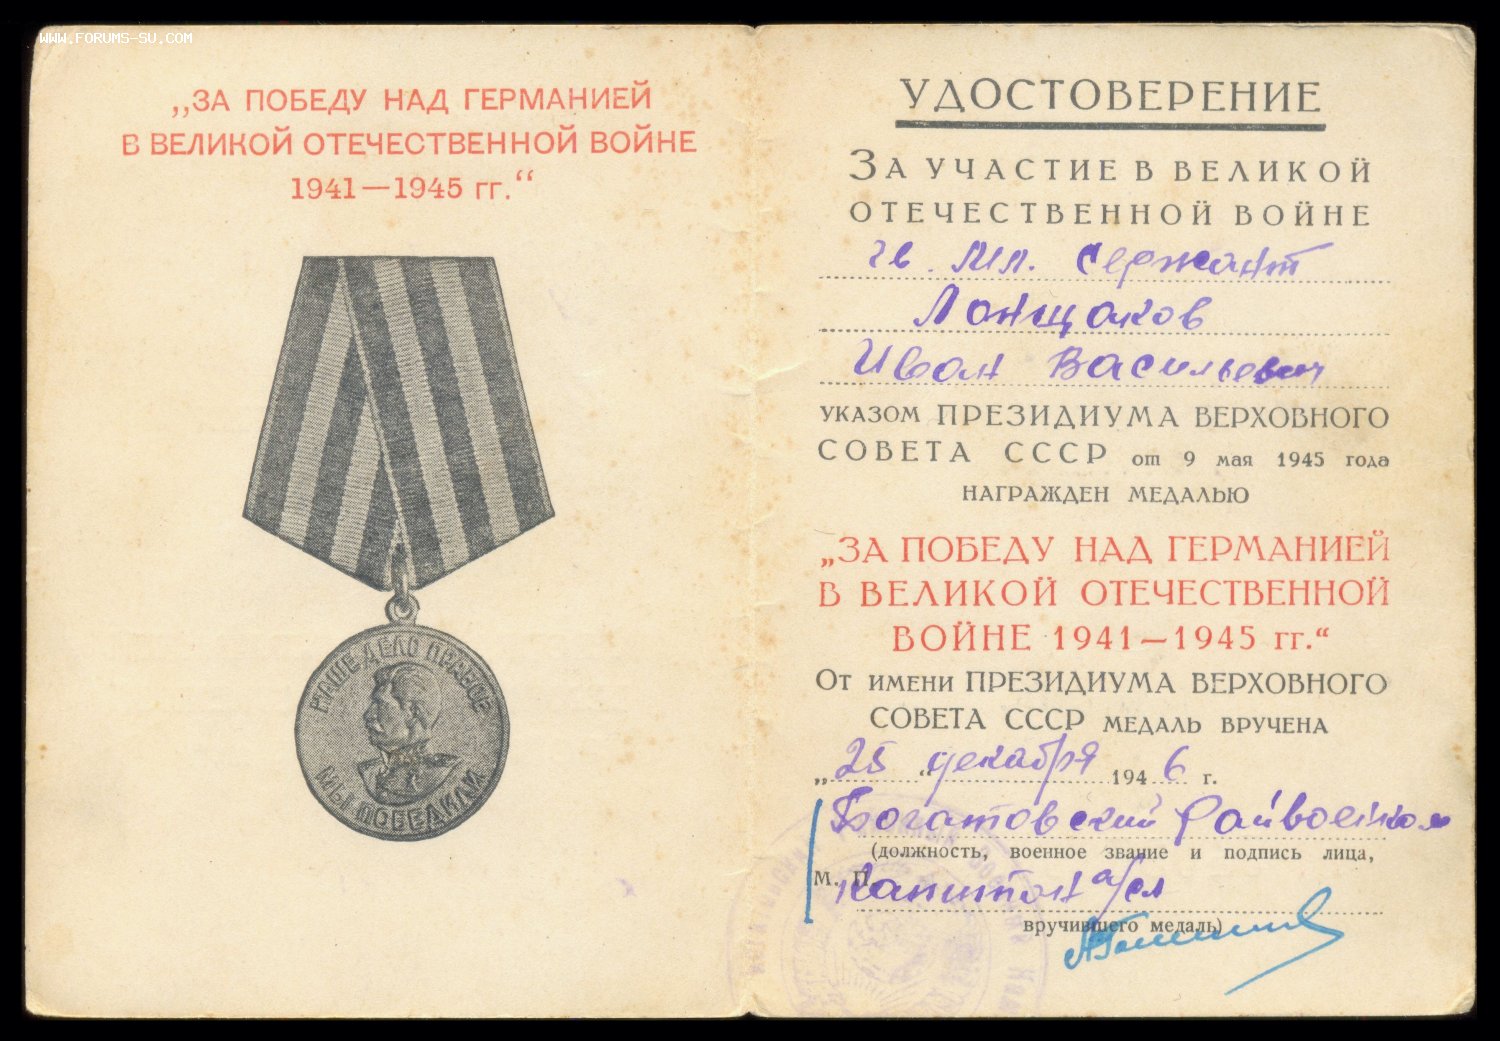 WWW.FORUMS-SU.COM
„ЗА ПОБЕДУ НАД ГЕРМАНИЕЙ
В ВЕЛИКОЙ ОТЕЧЕСТВЕННОЙ ВОЙНЕ
1941—1945 гг.“
НАШЕ ДЕЛО ПРАВОЕ
МЫ ПОБЕДИЛИ
УДОСТОВЕРЕНИЕ
ЗА УЧАСТИЕ В ВЕЛИКОЙ
ОТЕЧЕСТВЕННОЙ ВОЙНЕ
гв. мл. сержант
Лонщаков
Иван Васильевич
УКАЗОМ ПРЕЗИДИУМА ВЕРХОВНОГО
СОВЕТА СССР от 9 мая 1945 года
НАГРАЖДЕН МЕДАЛЬЮ
„ЗА ПОБЕДУ НАД ГЕРМАНИЕЙ
В ВЕЛИКОЙ ОТЕЧЕСТВЕННОЙ
ВОЙНЕ 1941—1945 гг.“
ОТ ИМЕНИ ПРЕЗИДИУМА ВЕРХОВНОГО
СОВЕТА СССР МЕДАЛЬ ВРУЧЕНА
„25“ декабря 1946 г.
Богатовский Райвоенком
(должность, военное звание и подпись лица,
М. П. Капитан а/сл
вручившего медаль)